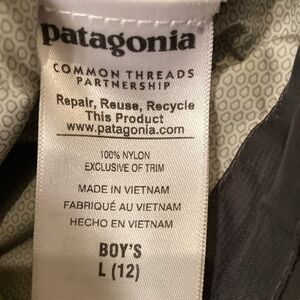 patagonia®
COMMON THREADS
PARTNERSHIP
Repair, Reuse, Recycle
This Product
www.patagonia.com
100% NYLON
EXCLUSIVE OF TRIM
MADE IN VIETNAM
FABRIQUÉ AU VIETNAM
HECHO EN VIETNAM
BOY'S
L (12)